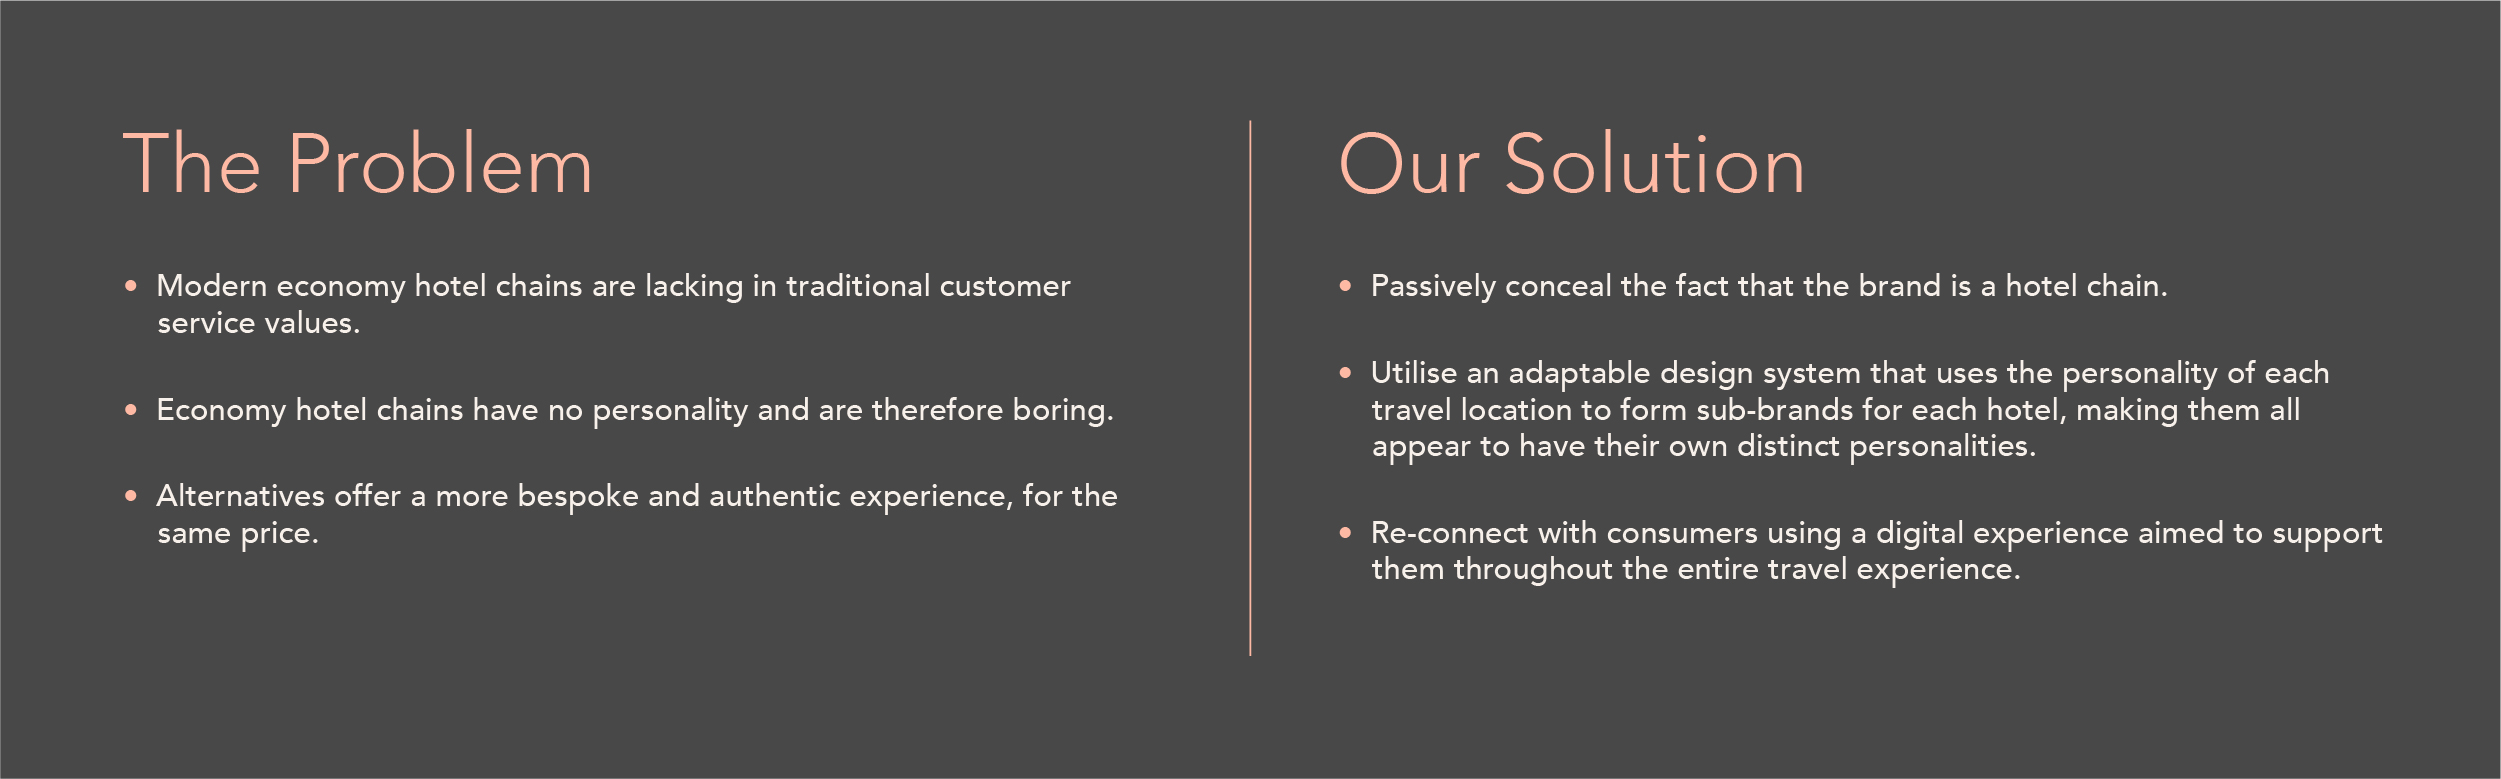 The Problem
• Modern economy hotel chains are lacking in traditional customer
service values.
• Economy hotel chains have no personality and are therefore boring.
• Alternatives offer a more bespoke and authentic experience, for the
same price.
Our Solution
• Passively conceal the fact that the brand is a hotel chain.
• Utilise an adaptable design system that uses the personality of each
travel location to form sub-brands for each hotel, making them all
appear to have their own distinct personalities.
• Re-connect with consumers using a digital experience aimed to support
them throughout the entire travel experience.